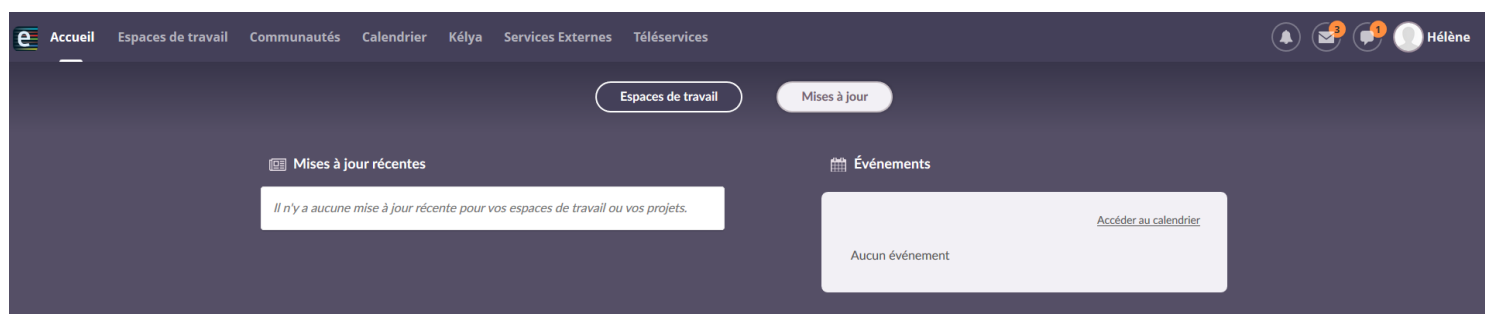 e Accueil Espaces de travail Communautés Calendrier Kélya Services Externes Téléservices 3 1 Hélène
Espaces de travail Mises à jour
Mises à jour récentes
Il n'y a aucune mise à jour récente pour vos espaces de travail ou vos projets.
Événements
Accéder au calendrier
Aucun événement